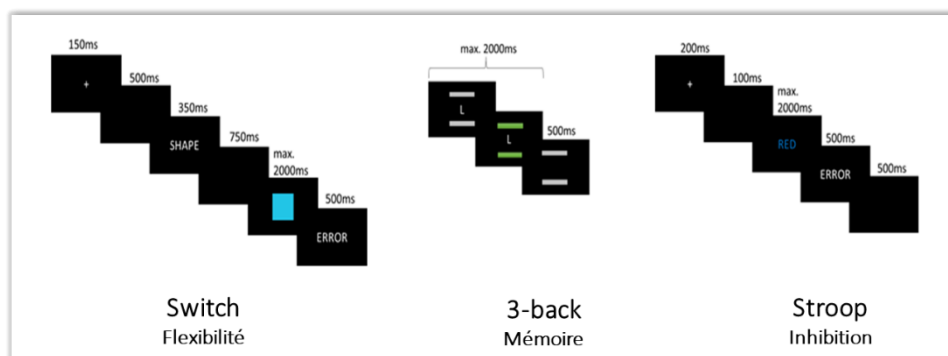 150ms
+
500ms
350ms
SHAPE
750ms
max.
2000ms
500ms
ERROR
Switch
Flexibilité
max. 2000ms
L
L
500ms
3-back
Mémoire
200ms
+
100ms
max.
2000ms
RED
500ms
ERROR
500ms
Stroop
Inhibition